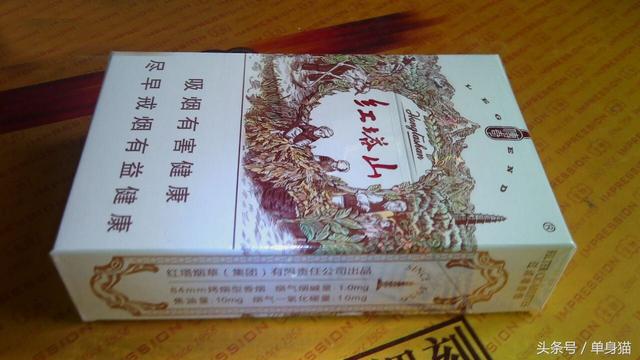 吸烟有害健康
尽早戒烟有益健康
红塔山
Hongtashan
LEGEND
®
红塔烟草（集团）有限责任公司出品
84mm烤烟型香烟 烟气烟碱量 1.0mg
焦油量 10mg 烟气一氧化碳量 10mg
IMPRESSION
头条号 / 单身猫